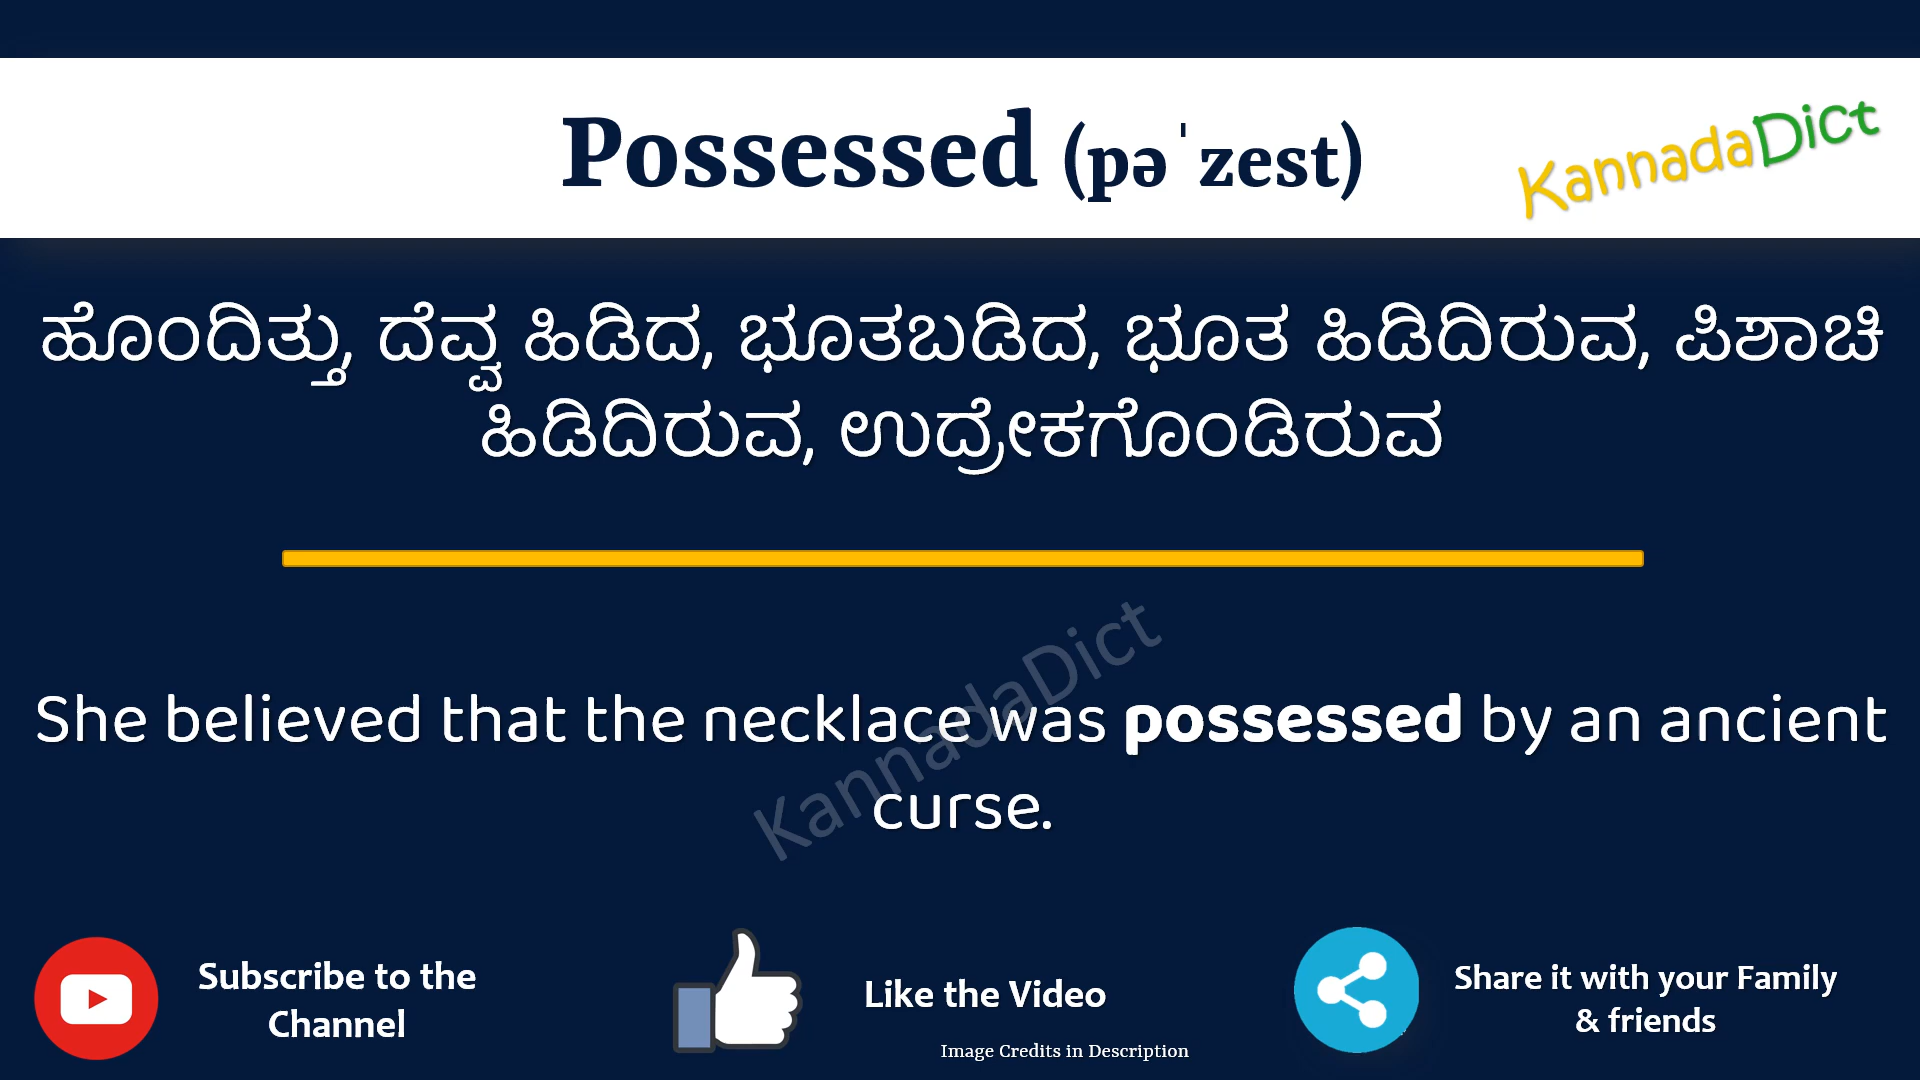 Possessed (pəˈzest)
KannadaDict
ಹೊಂದಿತ್ತು, ದೆವ್ವ ಹಿಡಿದ, ಭೂತಬಡಿದ, ಭೂತ ಹಿಡಿದಿರುವ, ಪಿಶಾಚಿ
ಹಿಡಿದಿರುವ, ಉದ್ರೇಕಗೊಂಡಿರುವ
KannadaDict
She believed that the necklace was possessed by an ancient
curse.
Subscribe to the
Channel
Like the Video
Share it with your Family
& friends
Image Credits in Description